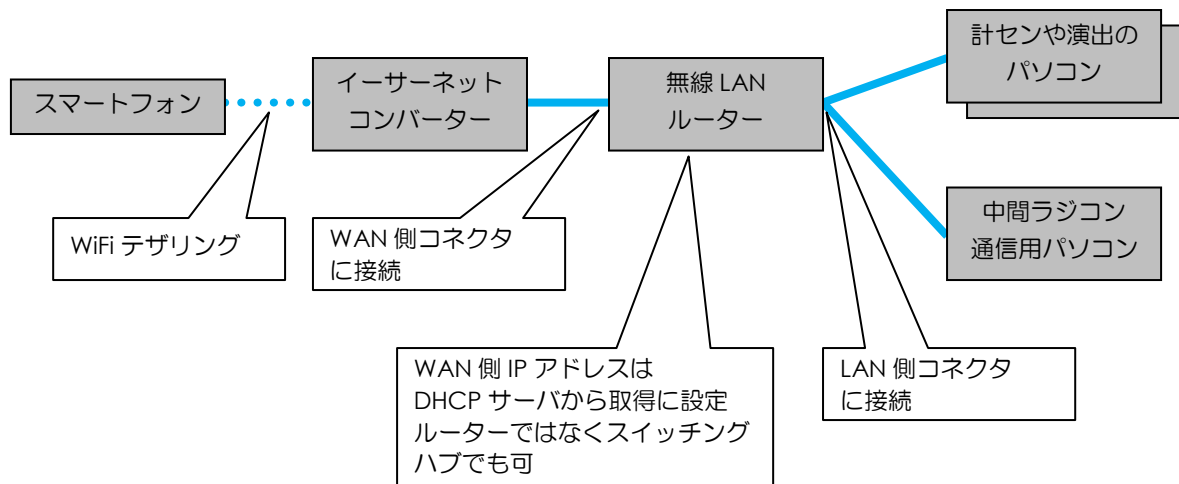 計センや演出の
パソコン
スマートフォン
イーサーネット
コンバーター
無線 LAN
ルーター
中間ラジコン
通信用パソコン
WiFi テザリング
WAN 側コネクタ
に接続
WAN 側 IP アドレスは
DHCP サーバから取得に設定
ルーターではなくスイッチング
ハブでも可
LAN 側コネクタ
に接続